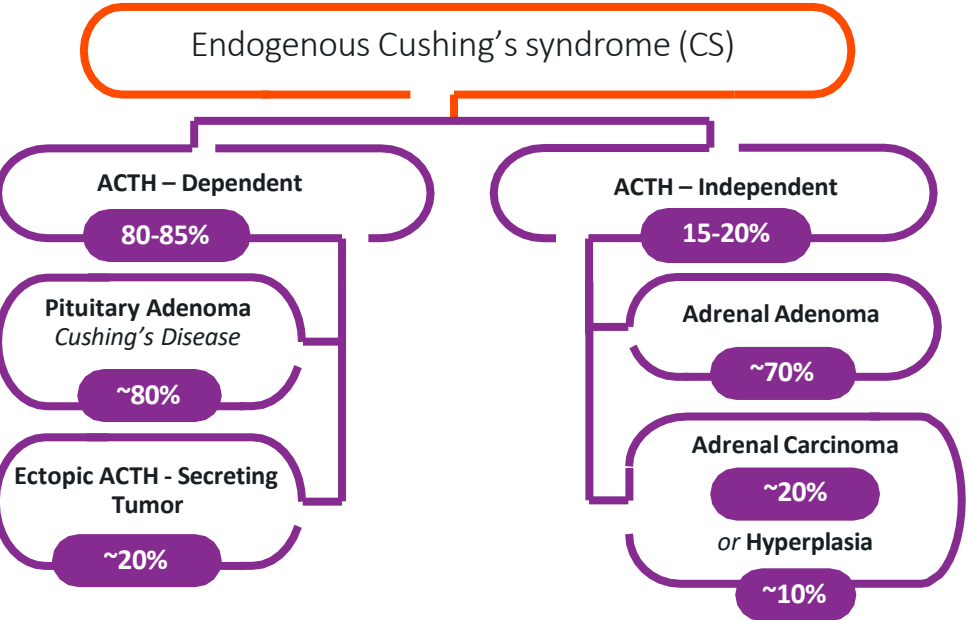 Endogenous Cushing's syndrome (CS)
ACTH – Dependent
80-85%
Pituitary Adenoma
Cushing's Disease
~80%
Ectopic ACTH - Secreting
Tumor
~20%
ACTH – Independent
15-20%
Adrenal Adenoma
~70%
Adrenal Carcinoma
~20%
or Hyperplasia
~10%